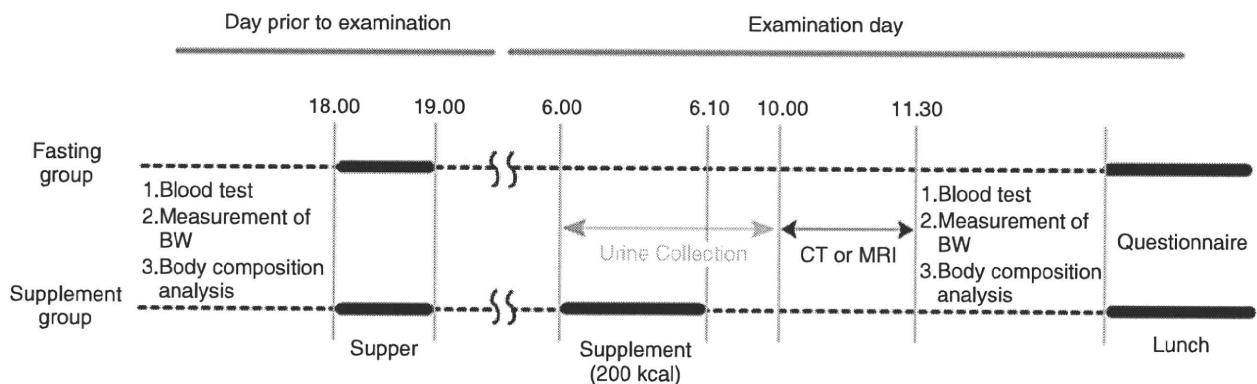 Day prior to examination
Examination day
18.00
19.00
6.00
6.10
10.00
11.30
Fasting
group
1.Blood test
2.Measurement of
BW
3.Body composition
analysis
Urine Collection
CT or MRI
1.Blood test
2.Measurement of
BW
3.Body composition
analysis
Questionnaire
Supplement
group
Supper
Supplement
(200 kcal)
Lunch